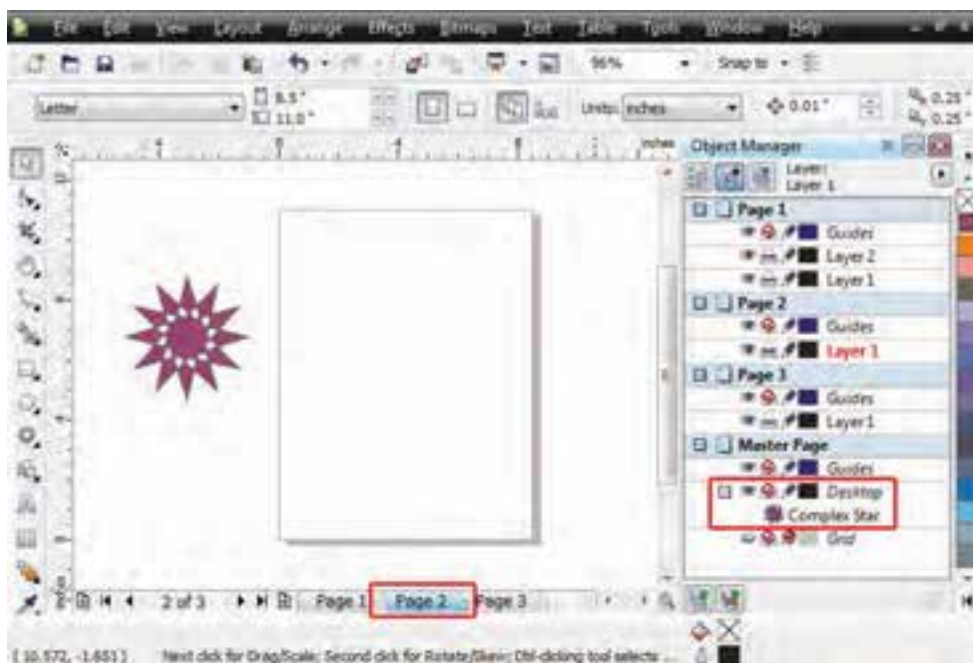 File Edit View Layout Arrange Effects Bitmaps Text Table Tools Window Help
96% Snap to
Letter 8.5" 11.0" Units: inches 0.01" 0.25" 0.25"
inches
Object Manager
Layer:
Layer 1
Page 1
Guides
Layer 2
Layer 1
Page 2
Guides
Layer 1
Page 3
Guides
Layer 1
Master Page
Guides
Desktop
Complex Star
Grid
2 of 3 Page 1 Page 2 Page 3
( 10.572, -1.651 ) Next click for Drag/Scale; Second click for Rotate/Skew; Dbl-clicking tool selects ...